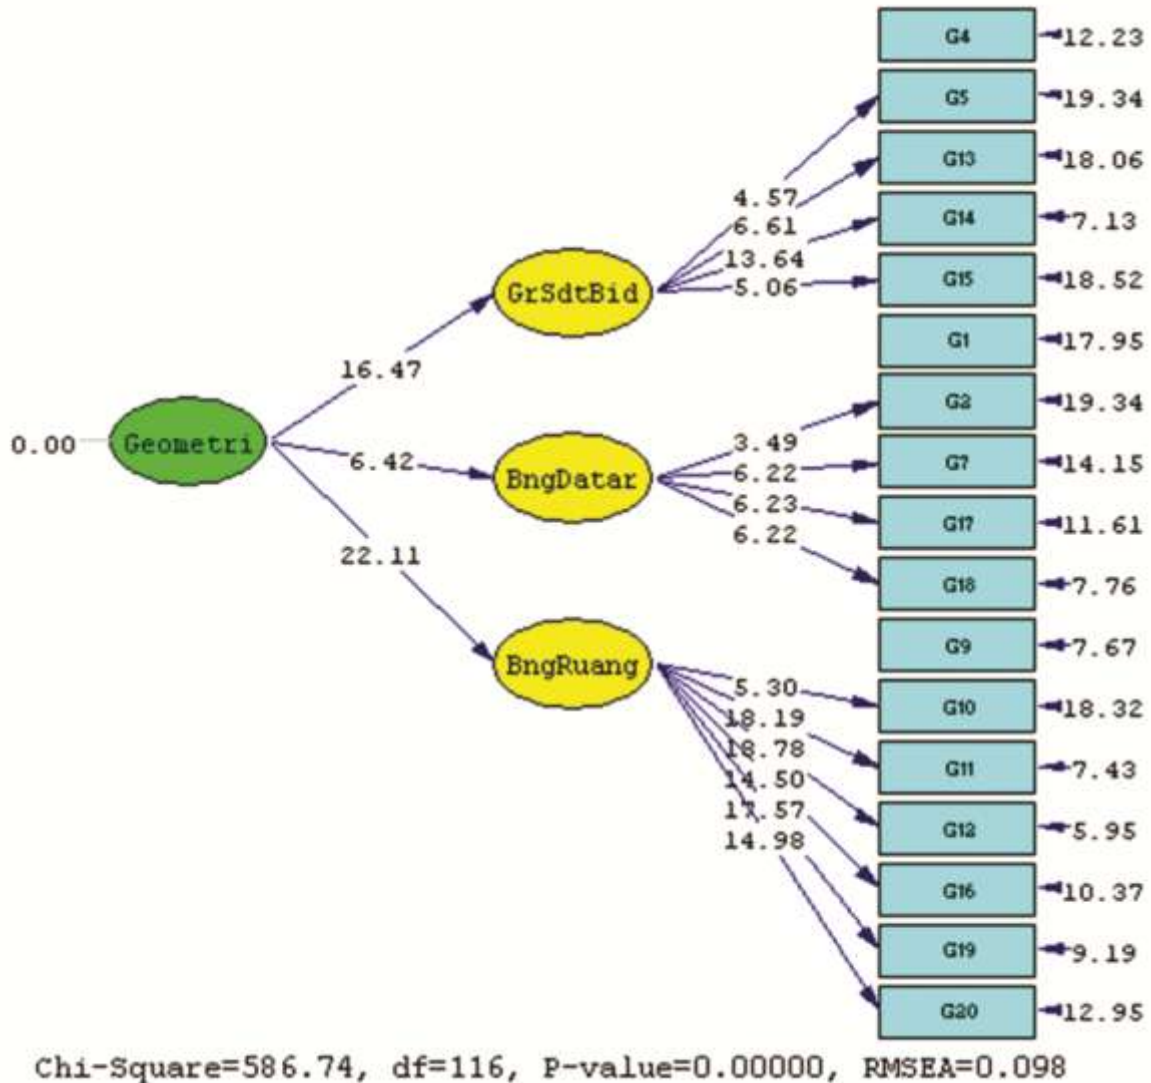 G4
12.23
G5
19.34
G13
18.06
4.57
6.61
G14
7.13
13.64
5.06
G15
18.52
GrSdtBid
G1
17.95
16.47
G2
19.34
0.00
Geometri
3.49
6.42
6.22
G7
14.15
BngDatar
6.23
G17
11.61
6.22
22.11
G18
7.76
G9
7.67
BngRuang
5.30
G10
18.32
18.19
18.78
G11
7.43
14.50
17.57
G12
5.95
14.98
G16
10.37
G19
9.19
G20
12.95
Chi-Square=586.74, df=116, P-value=0.00000, RMSEA=0.098